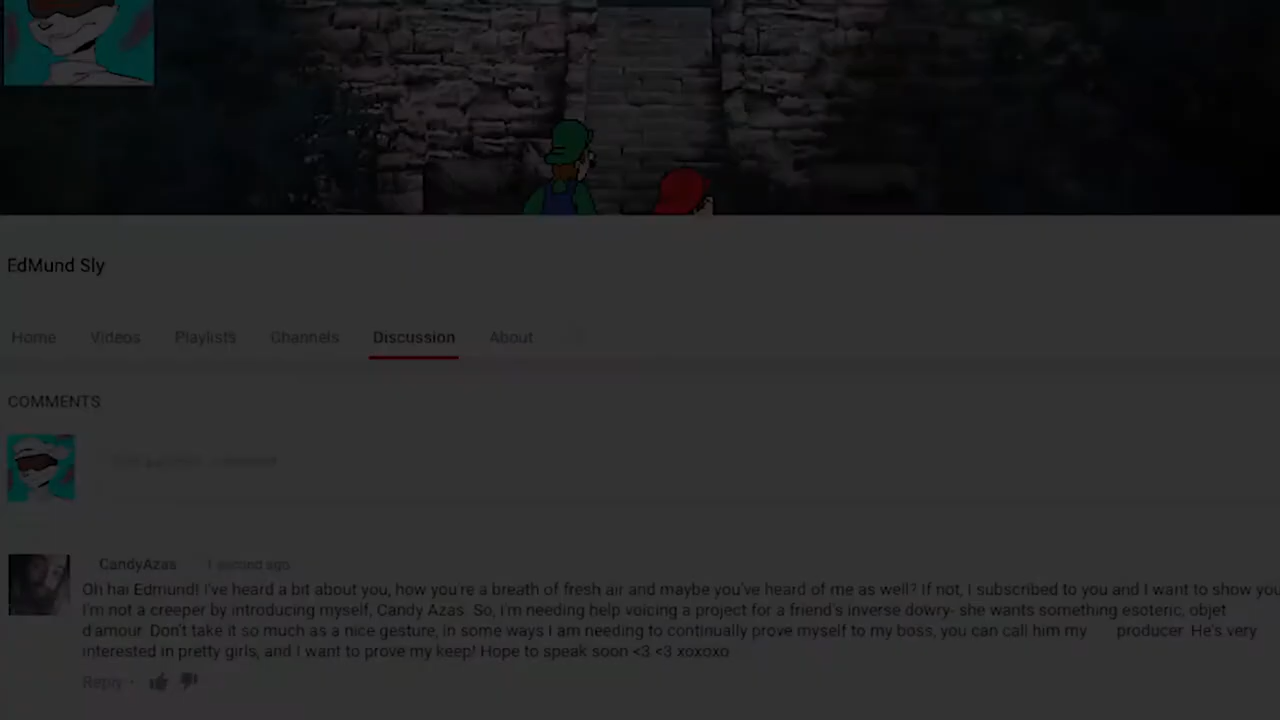 EdMund Sly
Home Videos Playlists Channels Discussion About
COMMENTS
CandyAzas 1 second ago
Oh hai Edmund! I've heard a bit about you, how you're a breath of fresh air and maybe you've heard of me as well? If not, I subscribed to you and I want to show you
I'm not a creeper by introducing myself, Candy Azas. So, I'm needing help voicing a project for a friend's inverse dowry- she wants something esoteric, objet
d'amour. Don't take it so much as a nice gesture, in some ways I am needing to continually prove myself to my boss, you can call him my producer. He's very
interested in pretty girls, and I want to prove my keep! Hope to speak soon <3 <3 xoxoxo
Reply